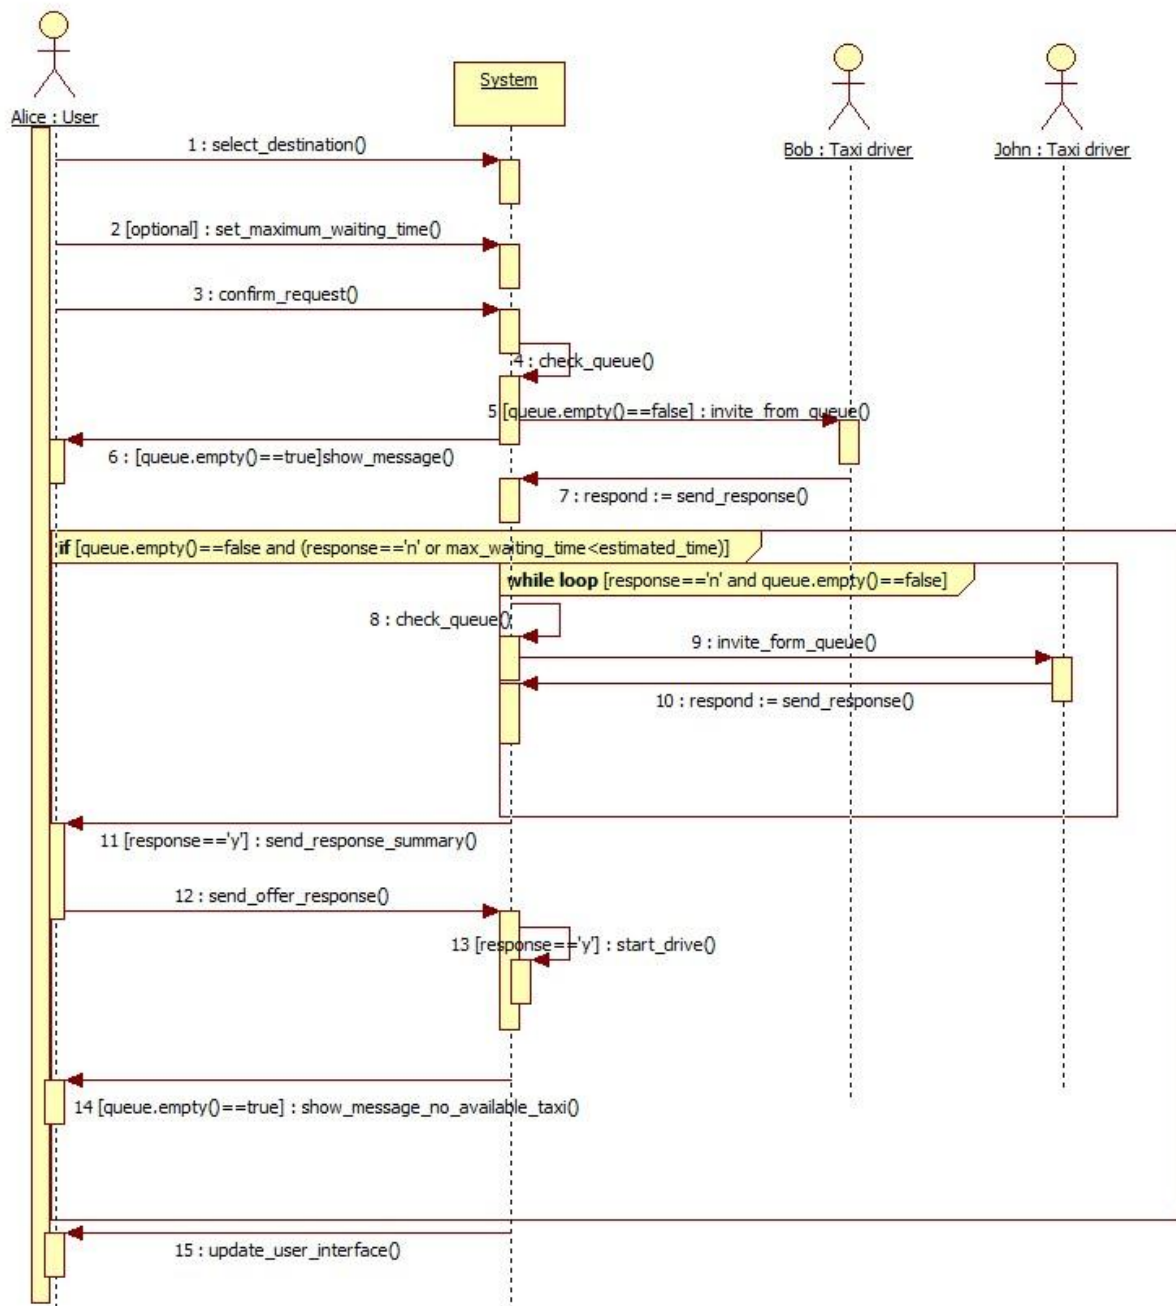 System
Alice : User
Bob : Taxi driver
John : Taxi driver
1 : select_destination()
2 [optional] : set_maximum_waiting_time()
3 : confirm_request()
4 : check_queue()
5 [queue.empty()==false] : invite_from_queue()
6 : [queue.empty()==true]show_message()
7 : respond := send_response()
if [queue.empty()==false and (response=='n' or max_waiting_time<estimated_time)]
while loop [response=='n' and queue.empty()==false]
8 : check_queue()
9 : invite_form_queue()
10 : respond := send_response()
11 [response=='y'] : send_response_summary()
12 : send_offer_response()
13 [response=='y'] : start_drive()
14 [queue.empty()==true] : show_message_no_available_taxi()
15 : update_user_interface()